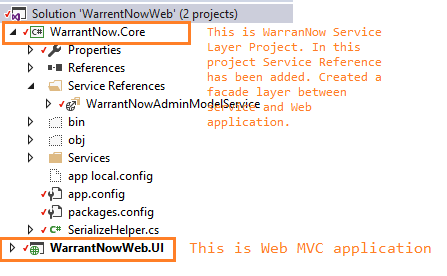 Solution 'WarrentNowWeb' (2 projects)
WarrantNow.Core
This is WarranNow Service
Layer Project. In this
Properties
project Service Reference
References
has been added. Created a
Service References
facade layer between
WarrantNowAdminModelService
service and Web
bin
application.
obj
Services
app local.config
app.config
packages.config
C# SerializeHelper.cs
WarrantNowWeb.UI
This is Web MVC application